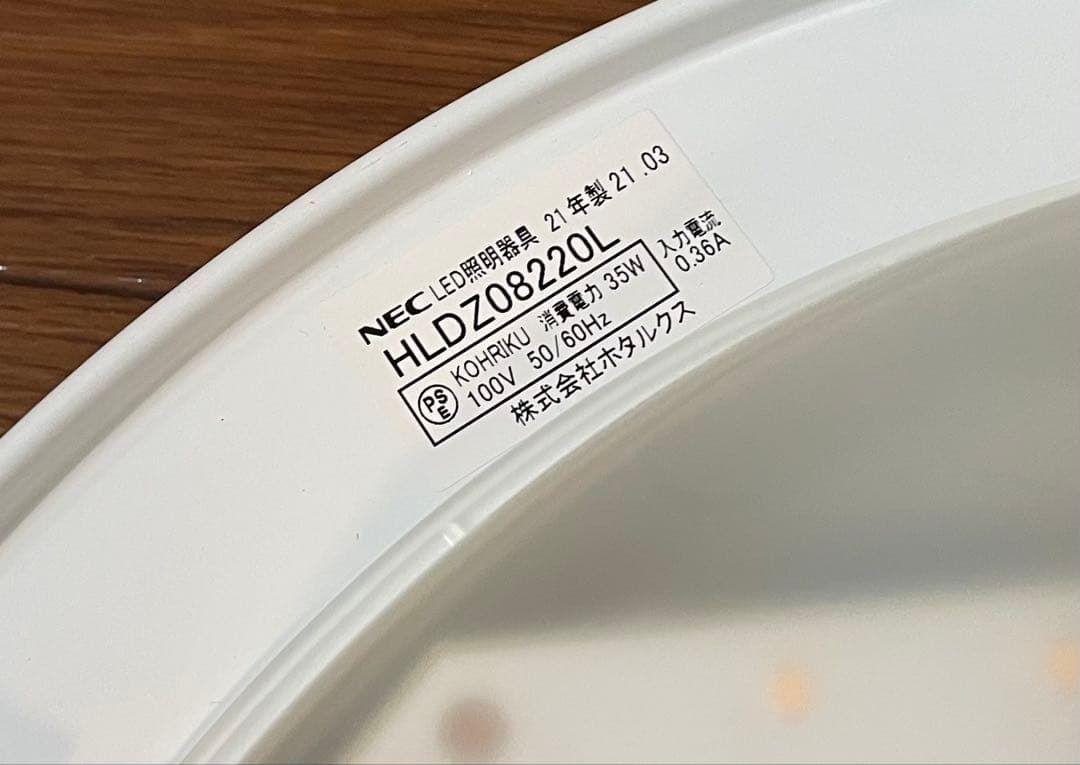 NEC LED照明器具 21年製 21.03
HLDZ08220L
PSE KOHRIKU 消費電力 35W 入力電流
100V 50/60Hz 0.36A
株式会社ホタルクス